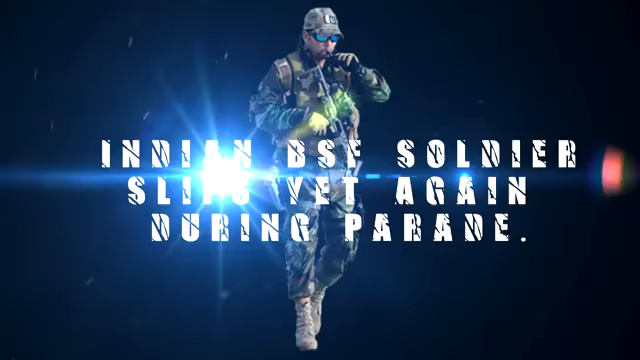 INDIAN BSF SOLDIER
SLIPS YET AGAIN
DURING PARADE.